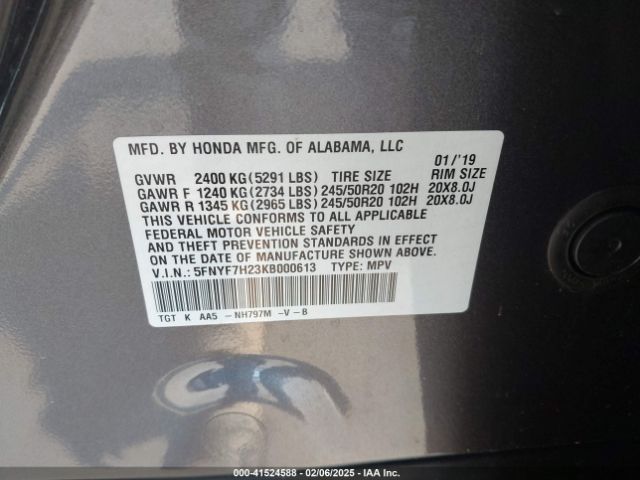 MFD. BY HONDA MFG. OF ALABAMA, LLC
01/'19
GVWR 2400 KG(5291 LBS) TIRE SIZE RIM SIZE
GAWR F 1240 KG(2734 LBS) 245/50R20 102H 20X8.0J
GAWR R 1345 KG(2965 LBS) 245/50R20 102H 20X8.0J
THIS VEHICLE CONFORMS TO ALL APPLICABLE
FEDERAL MOTOR VEHICLE SAFETY
AND THEFT PREVENTION STANDARDS IN EFFECT
ON THE DATE OF MANUFACTURE SHOWN ABOVE.
V.I.N.: 5FNYF7H23KB000613 TYPE: MPV
TGT K AA5 -NH797M -V-B
000-41524588 - 02/06/2025 - IAA Inc.